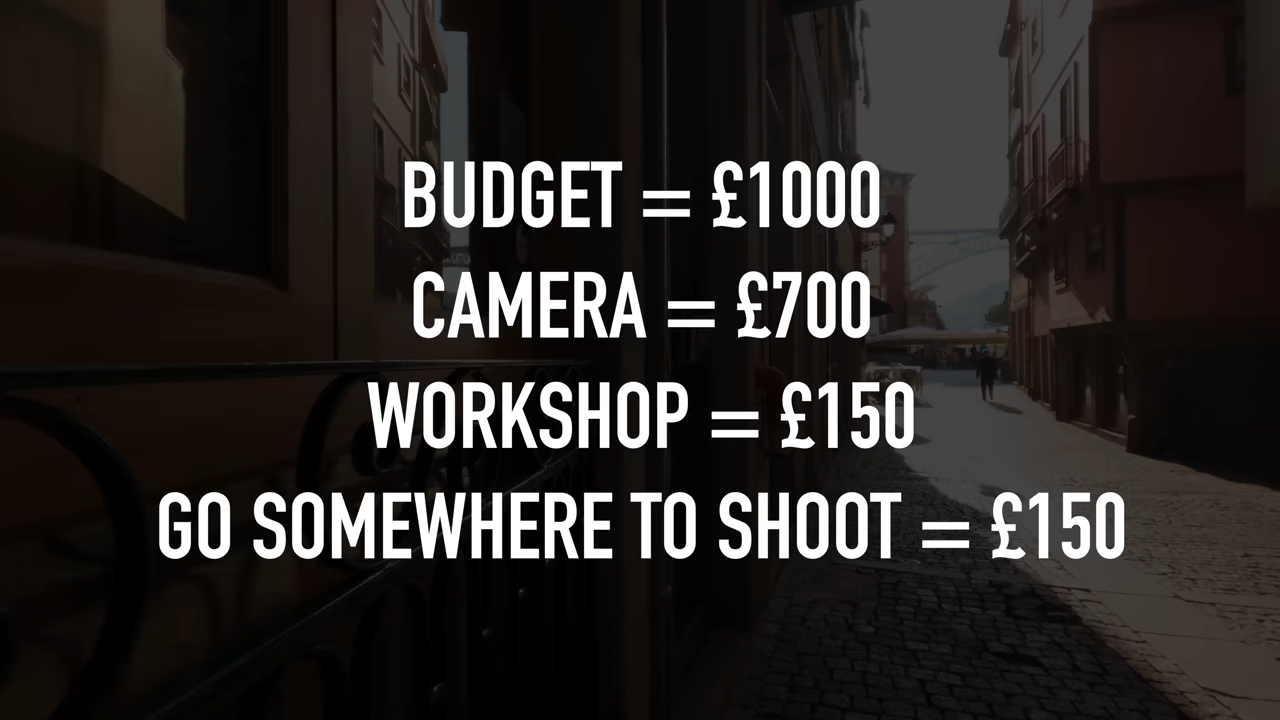 BUDGET = £1000
CAMERA = £700
WORKSHOP = £150
GO SOMEWHERE TO SHOOT = £150